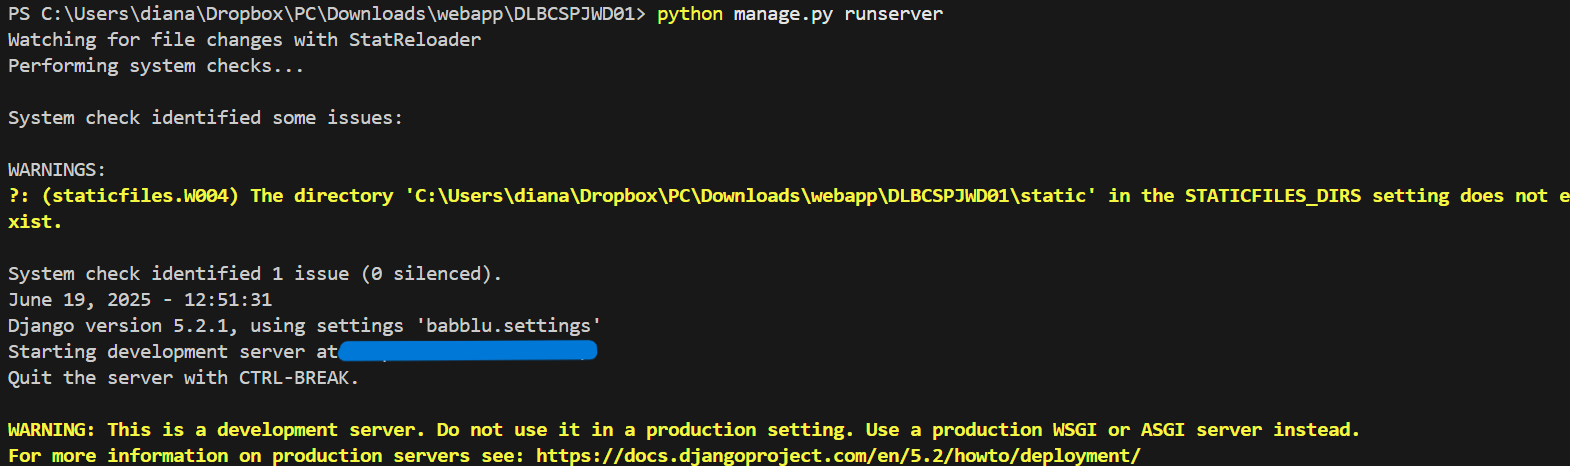 PS C:\Users\diana\Dropbox\PC\Downloads\webapp\DLBCSPJWD01> python manage.py runserver
Watching for file changes with StatReloader
Performing system checks...
System check identified some issues:
WARNINGS:
?: (staticfiles.W004) The directory 'C:\Users\diana\Dropbox\PC\Downloads\webapp\DLBCSPJWD01\static' in the STATICFILES_DIRS setting does not e
xist.
System check identified 1 issue (0 silenced).
June 19, 2025 - 12:51:31
Django version 5.2.1, using settings 'babblu.settings'
Starting development server at
Quit the server with CTRL-BREAK.
WARNING: This is a development server. Do not use it in a production setting. Use a production WSGI or ASGI server instead.
For more information on production servers see: https://docs.djangoproject.com/en/5.2/howto/deployment/